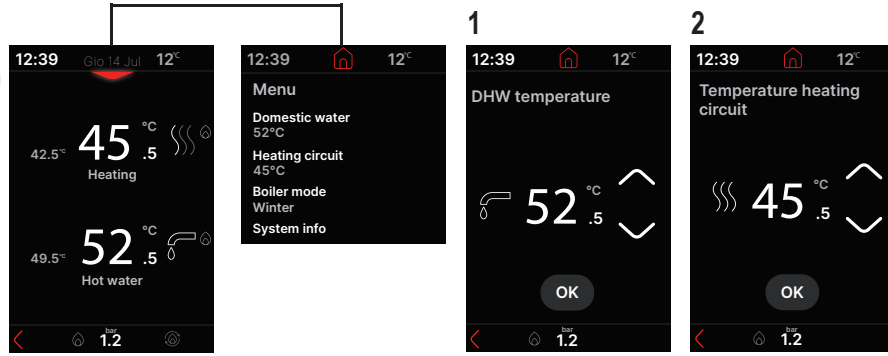 12:39 Gio 14 Jul 12°C
42.5°C 45 °C .5
Heating
49.5°C 52 °C .5
Hot water
bar
1.2
12:39 12°C
Menu
Domestic water
52°C
Heating circuit
45°C
Boiler mode
Winter
System info
1
12:39 12°C
DHW temperature
52 °C .5
OK
bar
1.2
2
12:39 12°C
Temperature heating
circuit
45 °C .5
OK
bar
1.2